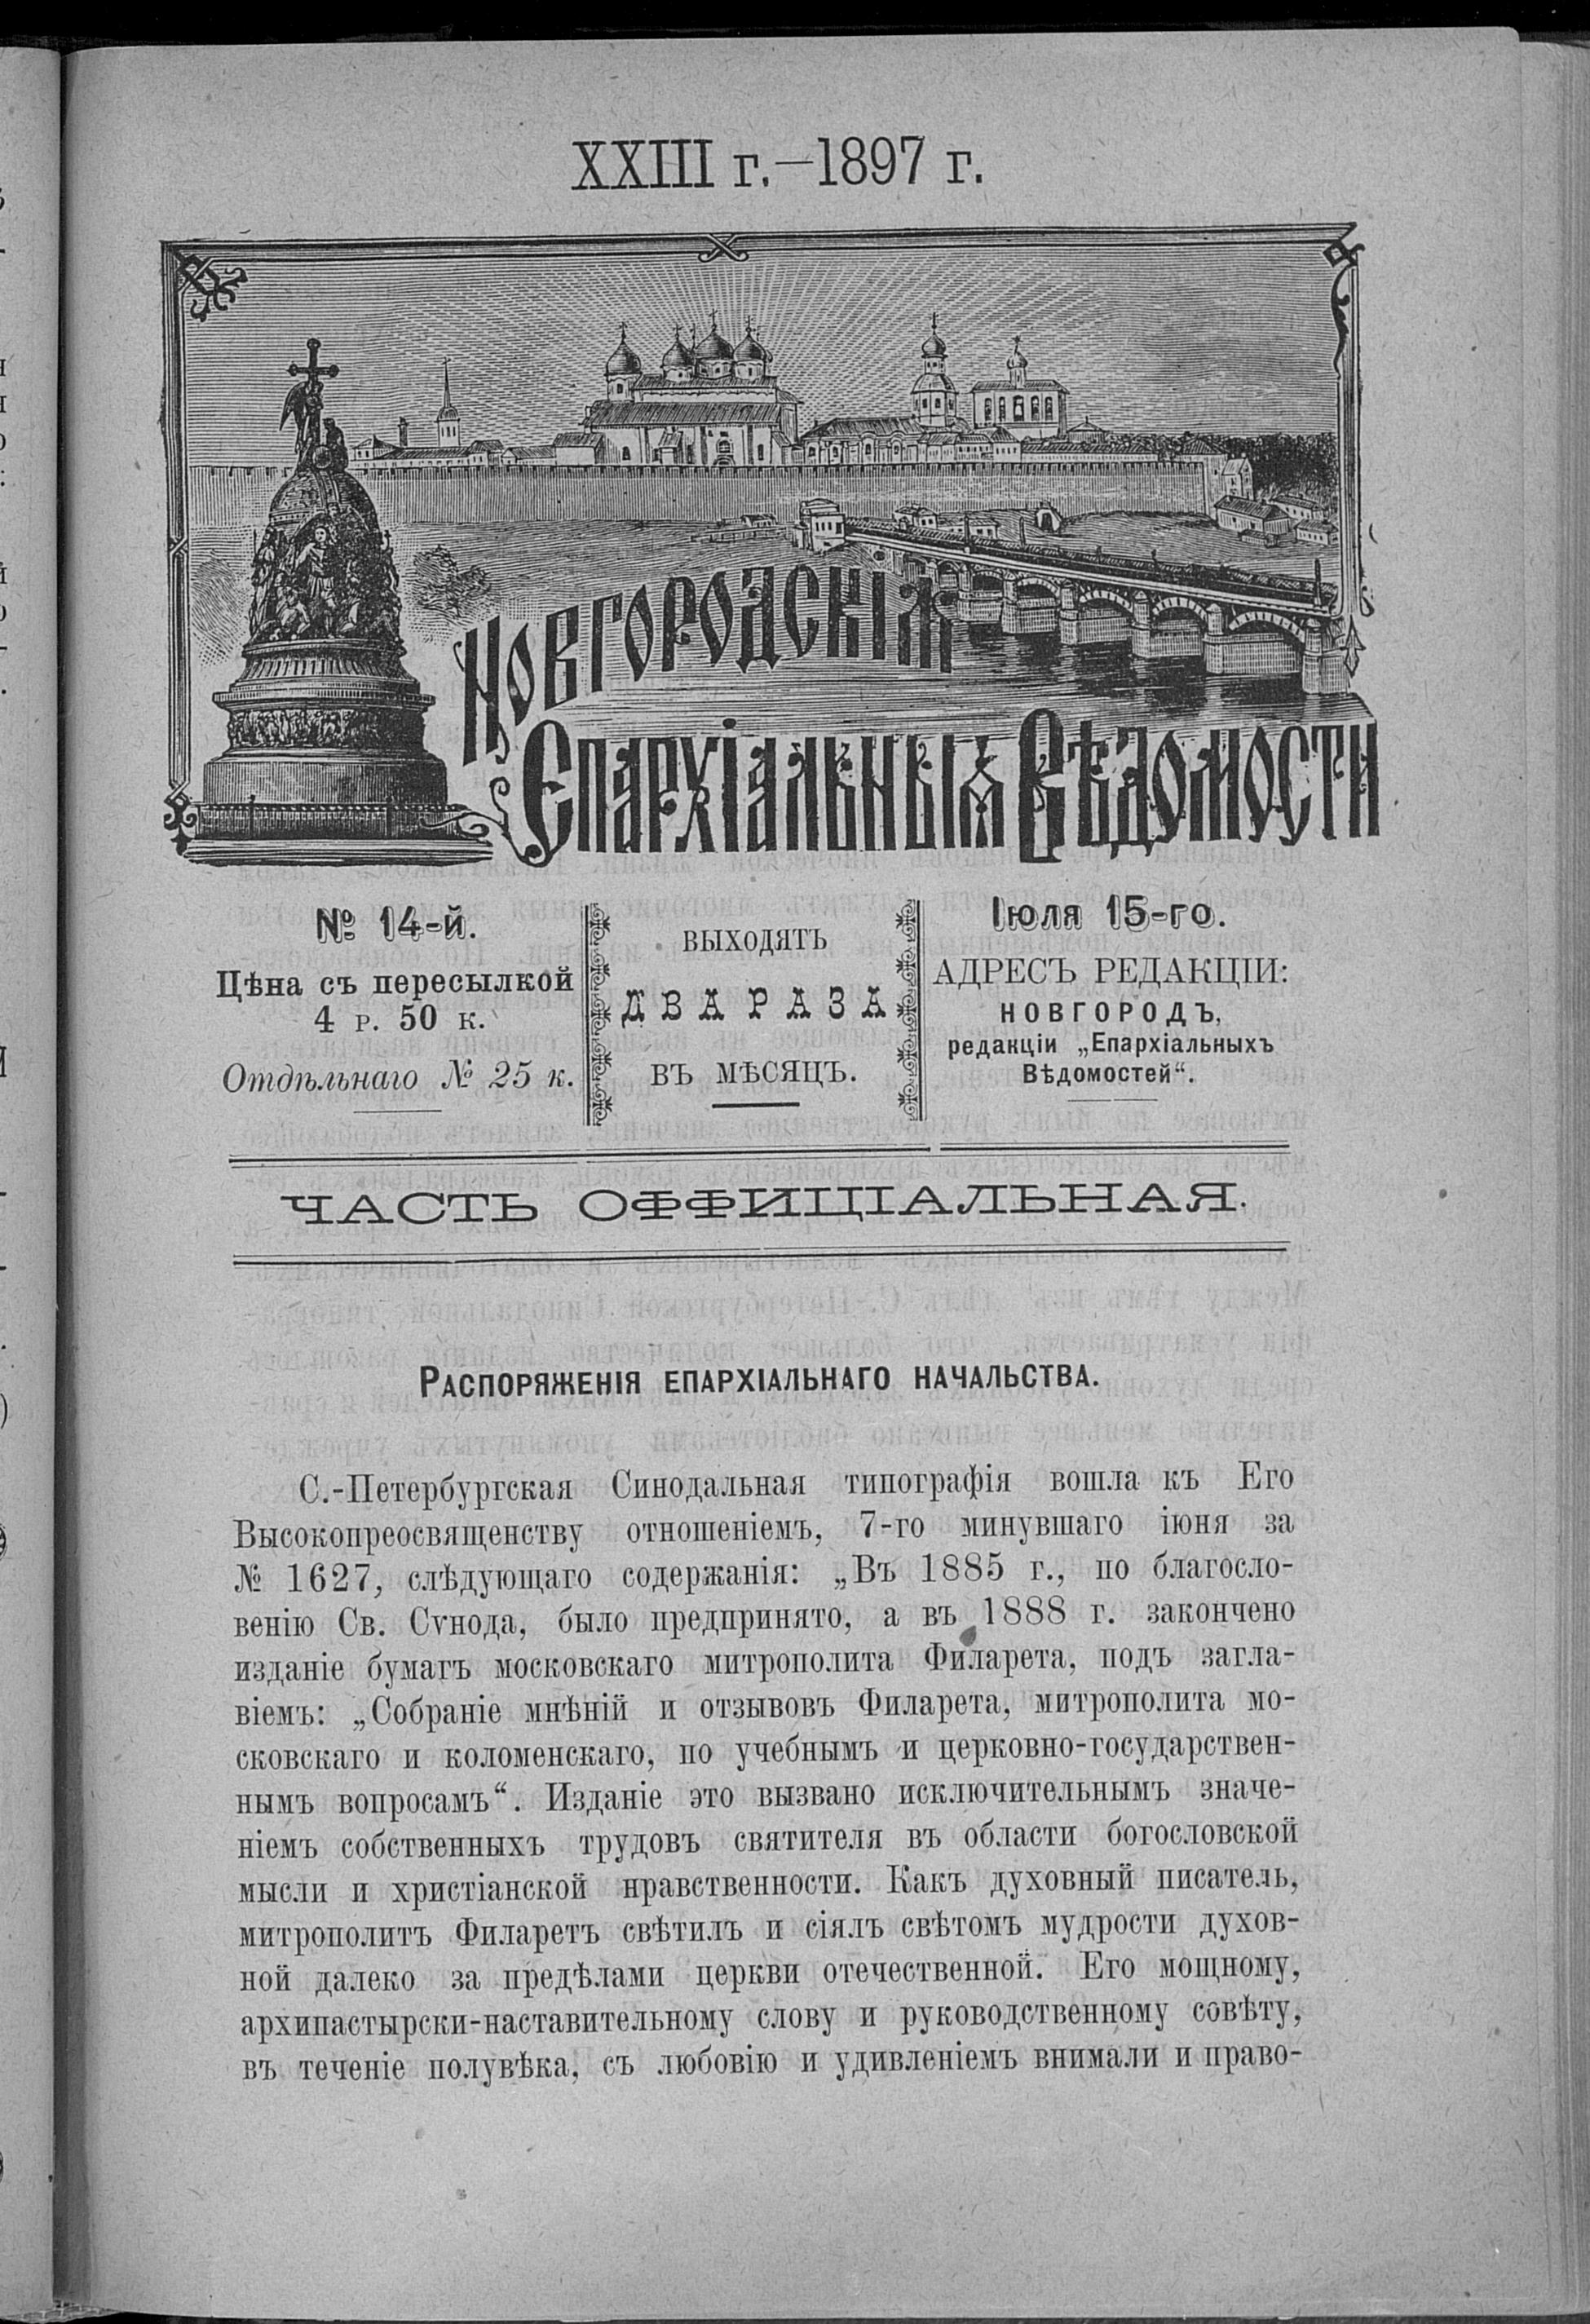 XXIII г.—1897 г.
Новгородскія
Епархіальныя Вѣдомости
№ 14-й.
Цѣна съ пересылкой
4 р. 50 к.
Отдѣльнаго № 25 к.
ВЫХОДЯТЪ
ДВА РАЗА
ВЪ МѢСЯЦЪ.
Іюля 15-го.
АДРЕСЪ РЕДАКЦІИ:
НОВГОРОДЪ,
редакціи „Епархіальныхъ
Вѣдомостей“.
ЧАСТЬ ОФФИЦІАЛЬНАЯ.
Распоряженія епархіальнаго начальства.
С.-Петербургская Синодальная типографія вошла къ Его
Высокопреосвященству отношеніемъ, 7-го минувшаго іюня за
№ 1627, слѣдующаго содержанія: „Въ 1885 г., по благосло-
венію Св. Сѵнода, было предпринято, а въ 1888 г. закончено
изданіе бумагъ московскаго митрополита Филарета, подъ загла-
віемъ: „Собраніе мнѣній и отзывовъ Филарета, митрополита мо-
сковскаго и коломенскаго, по учебнымъ и церковно-государствен-
нымъ вопросамъ“. Изданіе это вызвано исключительнымъ значе-
ніемъ собственныхъ трудовъ святителя въ области богословской
мысли и христіанской нравственности. Какъ духовный писатель,
митрополитъ Филаретъ свѣтилъ и сіялъ свѣтомъ мудрости духов-
ной далеко за предѣлами церкви отечественной. Его мощному,
архипастырски-наставительному слову и руководственному совѣту,
въ теченіе полувѣка, съ любовію и удивленіемъ внимали и право-